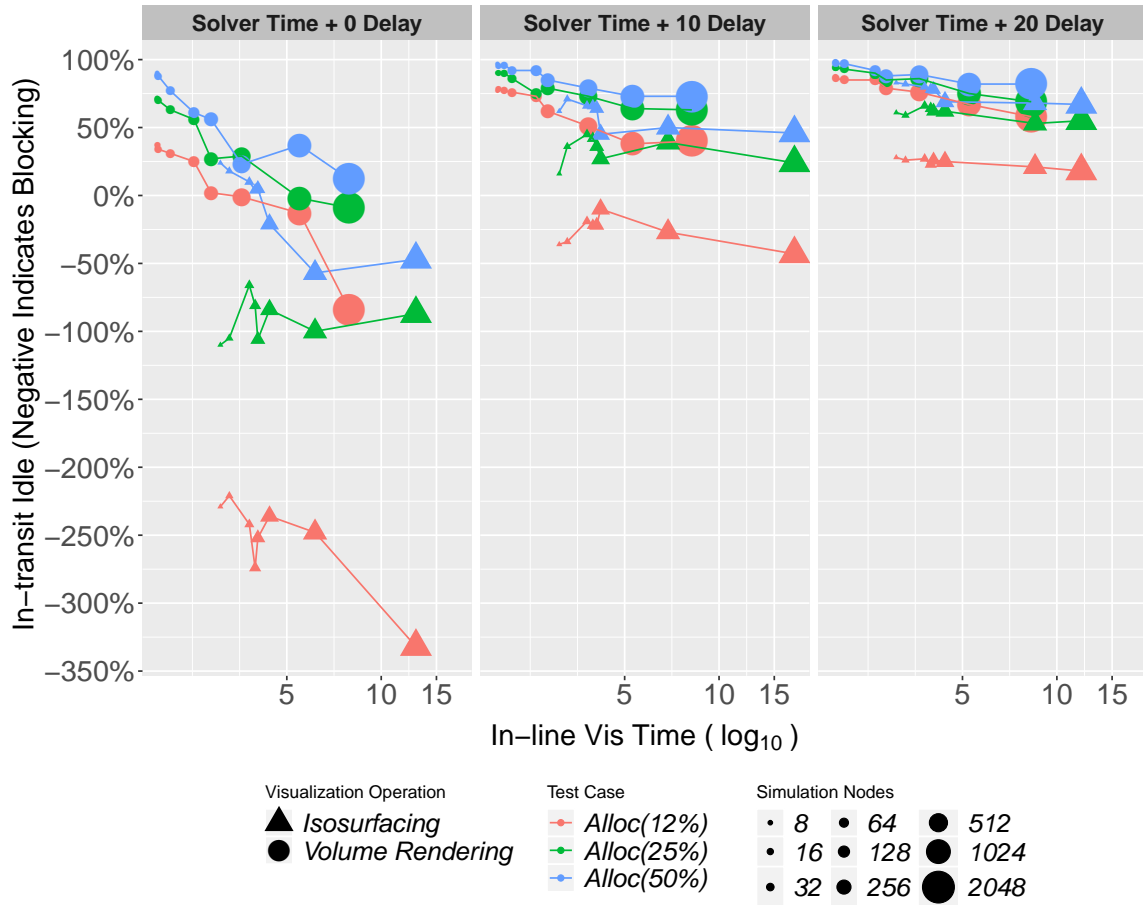 Solver Time + 0 Delay
Solver Time + 10 Delay
Solver Time + 20 Delay
In−transit Idle (Negative Indicates Blocking)
100%
50%
0%
−50%
−100%
−150%
−200%
−250%
−300%
−350%
5 10 15
5 10 15
5 10 15
In−line Vis Time ( log10 )
Visualization Operation
Isosurfacing
Volume Rendering
Test Case
Alloc(12%)
Alloc(25%)
Alloc(50%)
Simulation Nodes
8 64 512
16 128 1024
32 256 2048